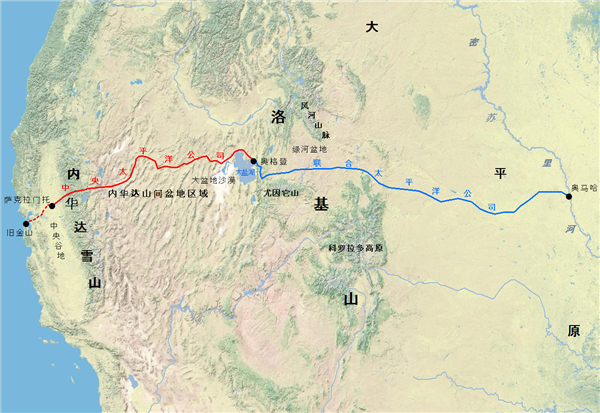 大平原
密苏里河
洛基山
风河山脉
绿河盆地
中央太平洋公司
奥格登
联合太平洋公司
大盐湖
大盆地沙漠
内华达山间盆地区域
尤因它山
奥马哈
内华达雪山
萨克拉门托
旧金山
中央谷地
科罗拉多高原